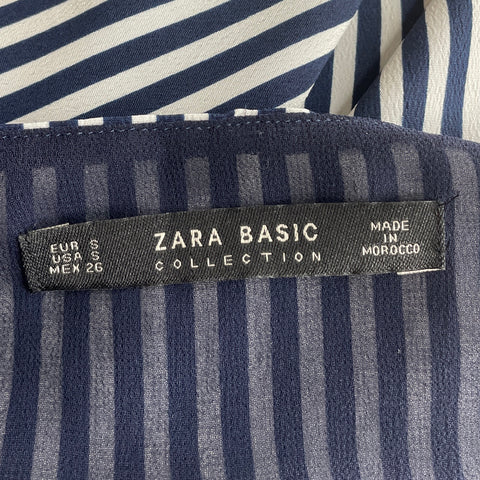 EUR S
USA S
MEX 26
ZARA BASIC
COLLECTION
MADE
IN
MOROCCO